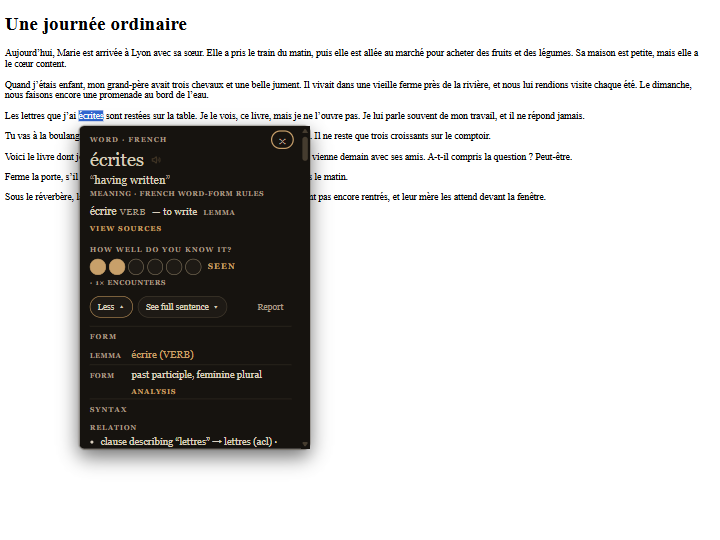 Une journée ordinaire
Aujourd'hui, Marie est arrivée à Lyon avec sa sœur. Elle a pris le train du matin, puis elle est allée au marché pour acheter des fruits et des légumes. Sa maison est petite, mais elle a
le cœur content.
Quand j'étais enfant, mon grand-père avait trois chevaux et une belle jument. Il vivait dans une vieille ferme près de la rivière, et nous lui rendions visite chaque été. Le dimanche,
nous faisons encore une promenade au bord de l'eau.
Les lettres que j'ai écrites sont restées sur la table. Je le vois, ce livre, mais je ne l'ouvre pas. Je lui parle souvent de mon travail, et il ne répond jamais.
Tu vas à la boulang
. Il ne reste que trois croissants sur le comptoir.
Voici le livre dont j
vienne demain avec ses amis. A-t-il compris la question ? Peut-être.
Ferme la porte, s'il
le matin.
Sous le réverbère, l
pas encore rentrés, et leur mère les attend devant la fenêtre.
WORD · FRENCH
×
écrites
“having written”
MEANING · FRENCH WORD-FORM RULES
écrire VERB — to write LEMMA
VIEW SOURCES
HOW WELL DO YOU KNOW IT?
SEEN
· 1× ENCOUNTERS
Less ▴ See full sentence ▾ Report
FORM
LEMMA écrire (VERB)
FORM past participle, feminine plural
ANALYSIS
SYNTAX
RELATION
• clause describing “lettres” → lettres (acl) ·